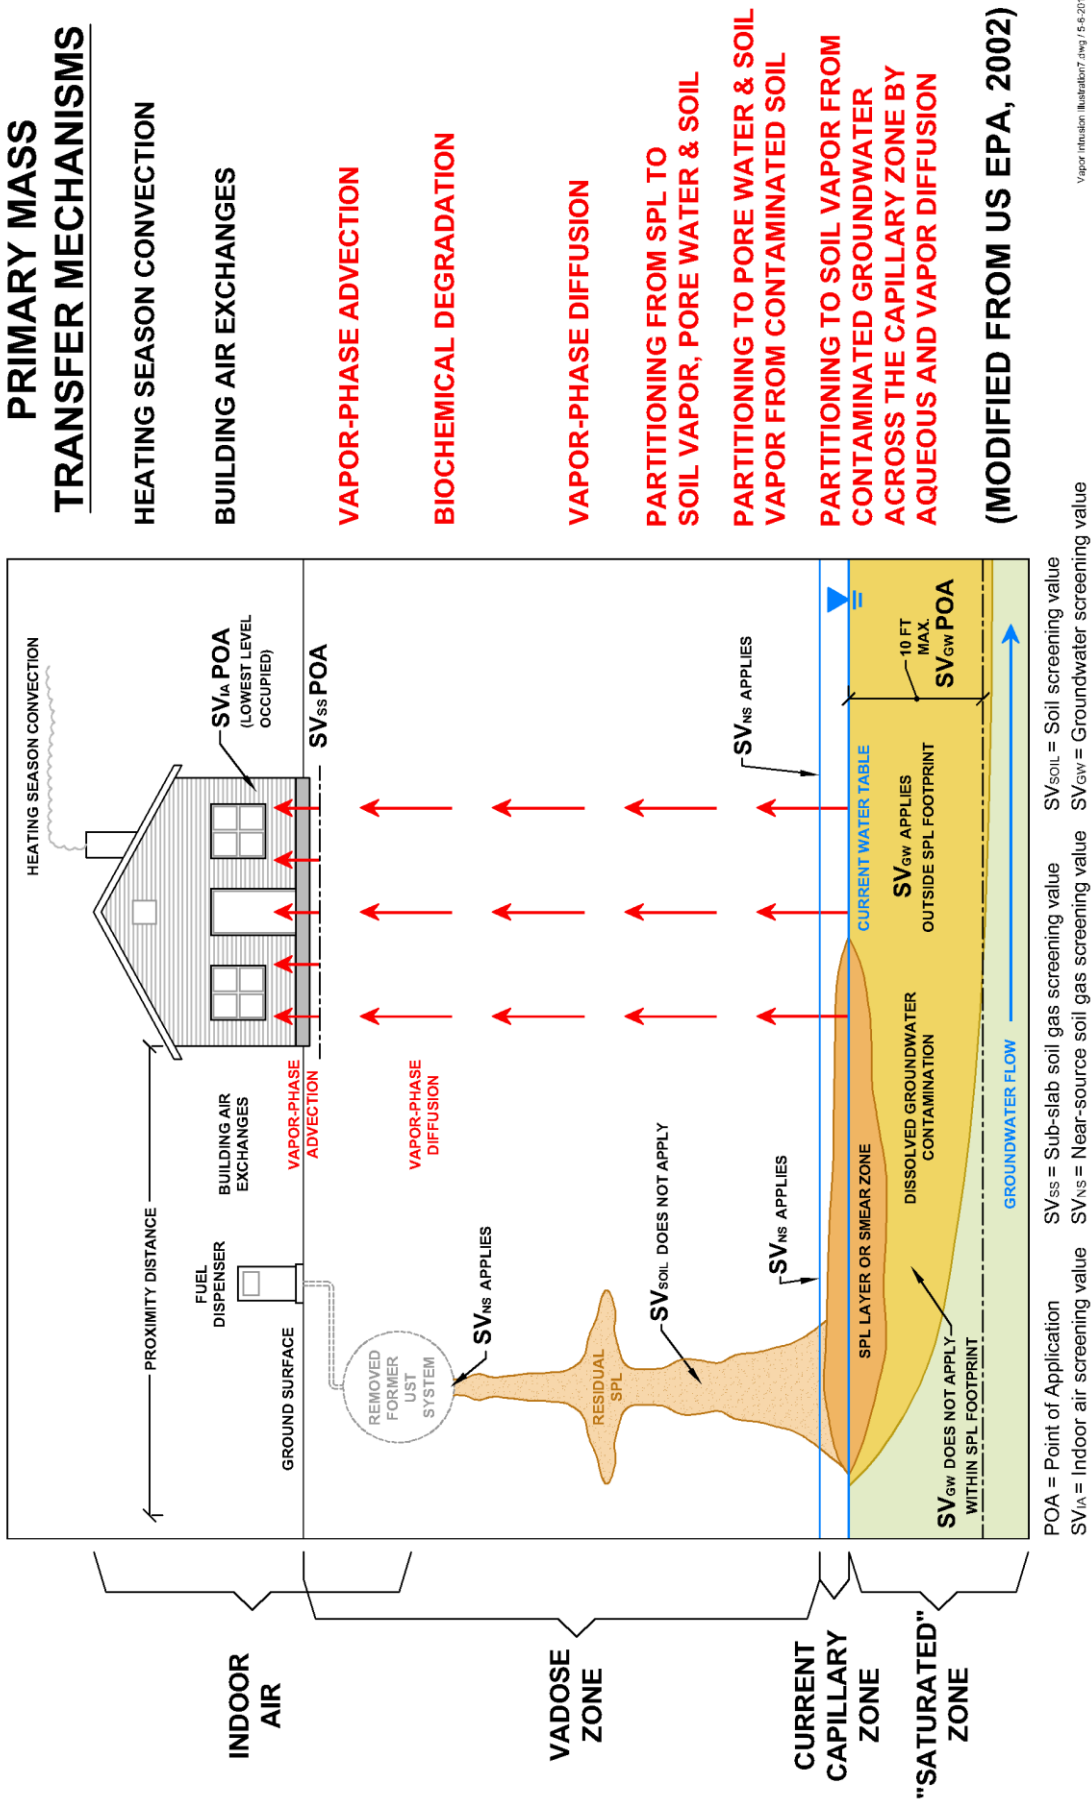 PRIMARY MASS
TRANSFER MECHANISMS
HEATING SEASON CONVECTION
BUILDING AIR EXCHANGES
VAPOR-PHASE ADVECTION
BIOCHEMICAL DEGRADATION
VAPOR-PHASE DIFFUSION
PARTITIONING FROM SPL TO
SOIL VAPOR, PORE WATER & SOIL
PARTITIONING TO PORE WATER & SOIL
VAPOR FROM CONTAMINATED SOIL
PARTITIONING TO SOIL VAPOR FROM
CONTAMINATED GROUNDWATER
ACROSS THE CAPILLARY ZONE BY
AQUEOUS AND VAPOR DIFFUSION
(MODIFIED FROM US EPA, 2002)
INDOOR
AIR
VADOSE
ZONE
CURRENT
CAPILLARY
ZONE
"SATURATED"
ZONE
HEATING SEASON CONVECTION
PROXIMITY DISTANCE
SVIA POA
(LOWEST LEVEL
OCCUPIED)
FUEL
DISPENSER
BUILDING AIR
EXCHANGES
GROUND SURFACE
VAPOR-PHASE
ADVECTION
SVSS POA
REMOVED
FORMER
UST
SYSTEM
VAPOR-PHASE
DIFFUSION
SVNS APPLIES
RESIDUAL
SPL
SVSOIL DOES NOT APPLY
SVNS APPLIES
SVNS APPLIES
SPL LAYER OR SMEAR ZONE
CURRENT WATER TABLE
SVGW APPLIES
OUTSIDE SPL FOOTPRINT
10 FT
MAX.
SVGW POA
DISSOLVED GROUNDWATER
CONTAMINATION
SVGW DOES NOT APPLY
WITHIN SPL FOOTPRINT
GROUNDWATER FLOW
POA = Point of Application
SVIA = Indoor air screening value
SVSS = Sub-slab soil gas screening value
SVNS = Near-source soil gas screening value
SVSOIL = Soil screening value
SVGW = Groundwater screening value
Vapor Intrusion Illustration7.dwg /